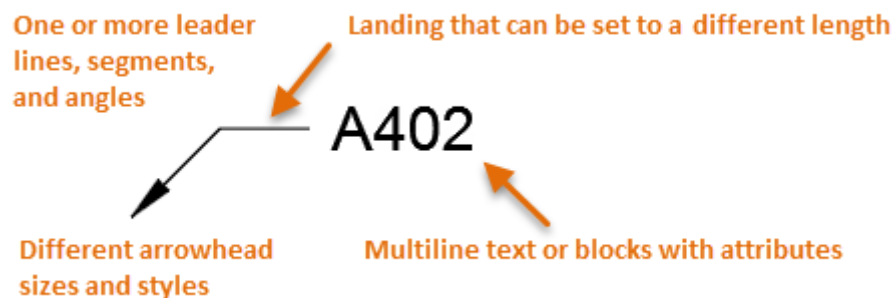 One or more leader
lines, segments,
and angles
Landing that can be set to a different length
A402
Different arrowhead
sizes and styles
Multiline text or blocks with attributes